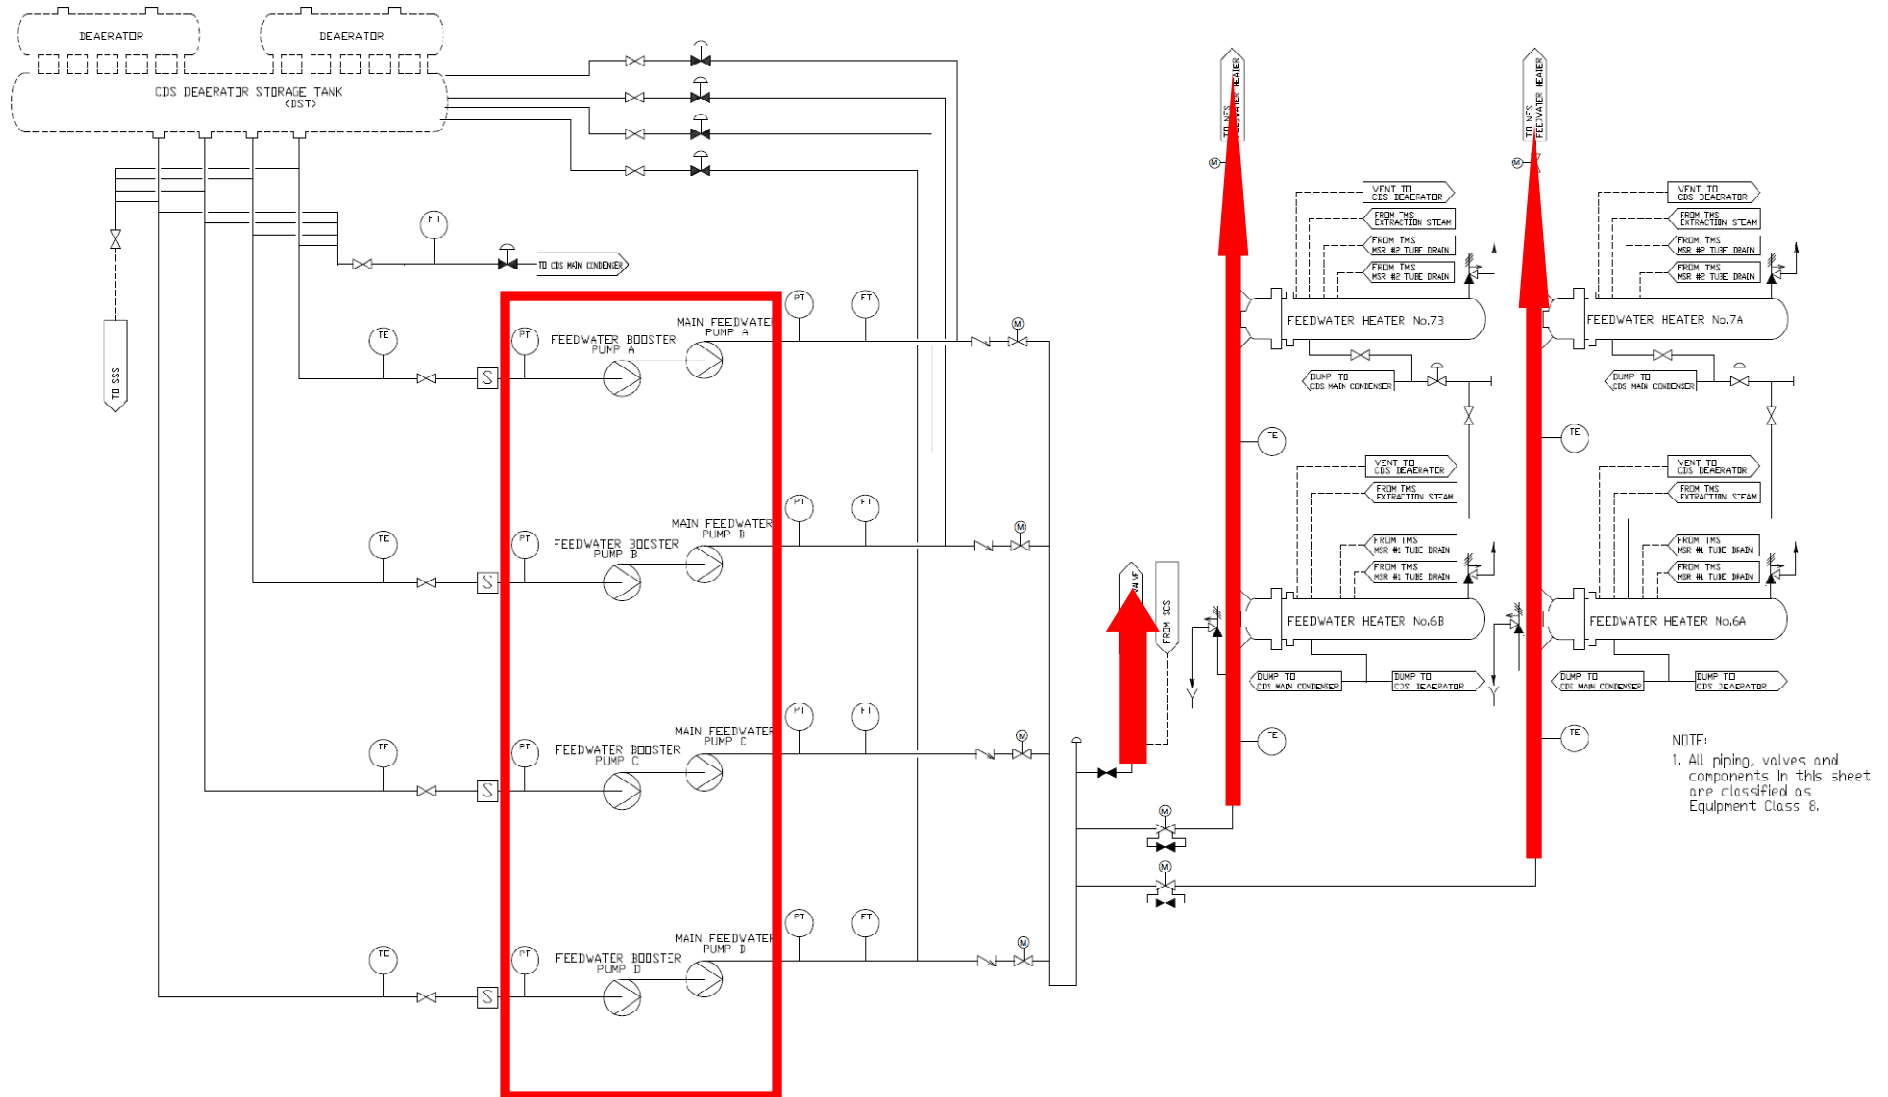 DEAERATOR
DEAERATOR
CDS DEAERATOR STORAGE TANK
(DST)
TO CDS MAIN CONDENSER
TO SSS
TE
PT
FEEDWATER BOOSTER
PUMP A
MAIN FEEDWATER
PUMP A
PT
FT
M
TE
S
PT
FEEDWATER BOOSTER
PUMP B
MAIN FEEDWATER
PUMP B
PT
FT
M
S
TE
PT
FEEDWATER BOOSTER
PUMP C
MAIN FEEDWATER
PUMP C
PT
FT
M
S
TE
PT
FEEDWATER BOOSTER
PUMP D
MAIN FEEDWATER
PUMP D
PT
FT
M
S
FROM SCS
M
M
TO NFS
FEEDWATER HEATER
M
VENT TO
CDS DEAERATOR
FROM TMS
EXTRACTION STEAM
FROM TMS
MSR #2 TUBE DRAIN
FROM TMS
MSR #2 TUBE DRAIN
FEEDWATER HEATER No.7B
DUMP TO
CDS MAIN CONDENSER
TE
VENT TO
CDS DEAERATOR
FROM TMS
EXTRACTION STEAM
FROM TMS
MSR #1 TUBE DRAIN
FROM TMS
MSR #1 TUBE DRAIN
FEEDWATER HEATER No.6B
DUMP TO
CDS MAIN CONDENSER
DUMP TO
CDS DEAERATOR
TE
FEEDWATER HEATER
M
VENT TO
CDS DEAERATOR
FROM TMS
EXTRACTION STEAM
FROM TMS
MSR #2 TUBE DRAIN
FROM TMS
MSR #2 TUBE DRAIN
FEEDWATER HEATER No.7A
DUMP TO
CDS MAIN CONDENSER
TE
VENT TO
CDS DEAERATOR
FROM TMS
EXTRACTION STEAM
FROM TMS
MSR #1 TUBE DRAIN
FROM TMS
MSR #1 TUBE DRAIN
FEEDWATER HEATER No.6A
DUMP TO
CDS MAIN CONDENSER
DUMP TO
CDS DEAERATOR
TE
NOTE:
1. All piping, valves and
components in this sheet
are classified as
Equipment Class 8.